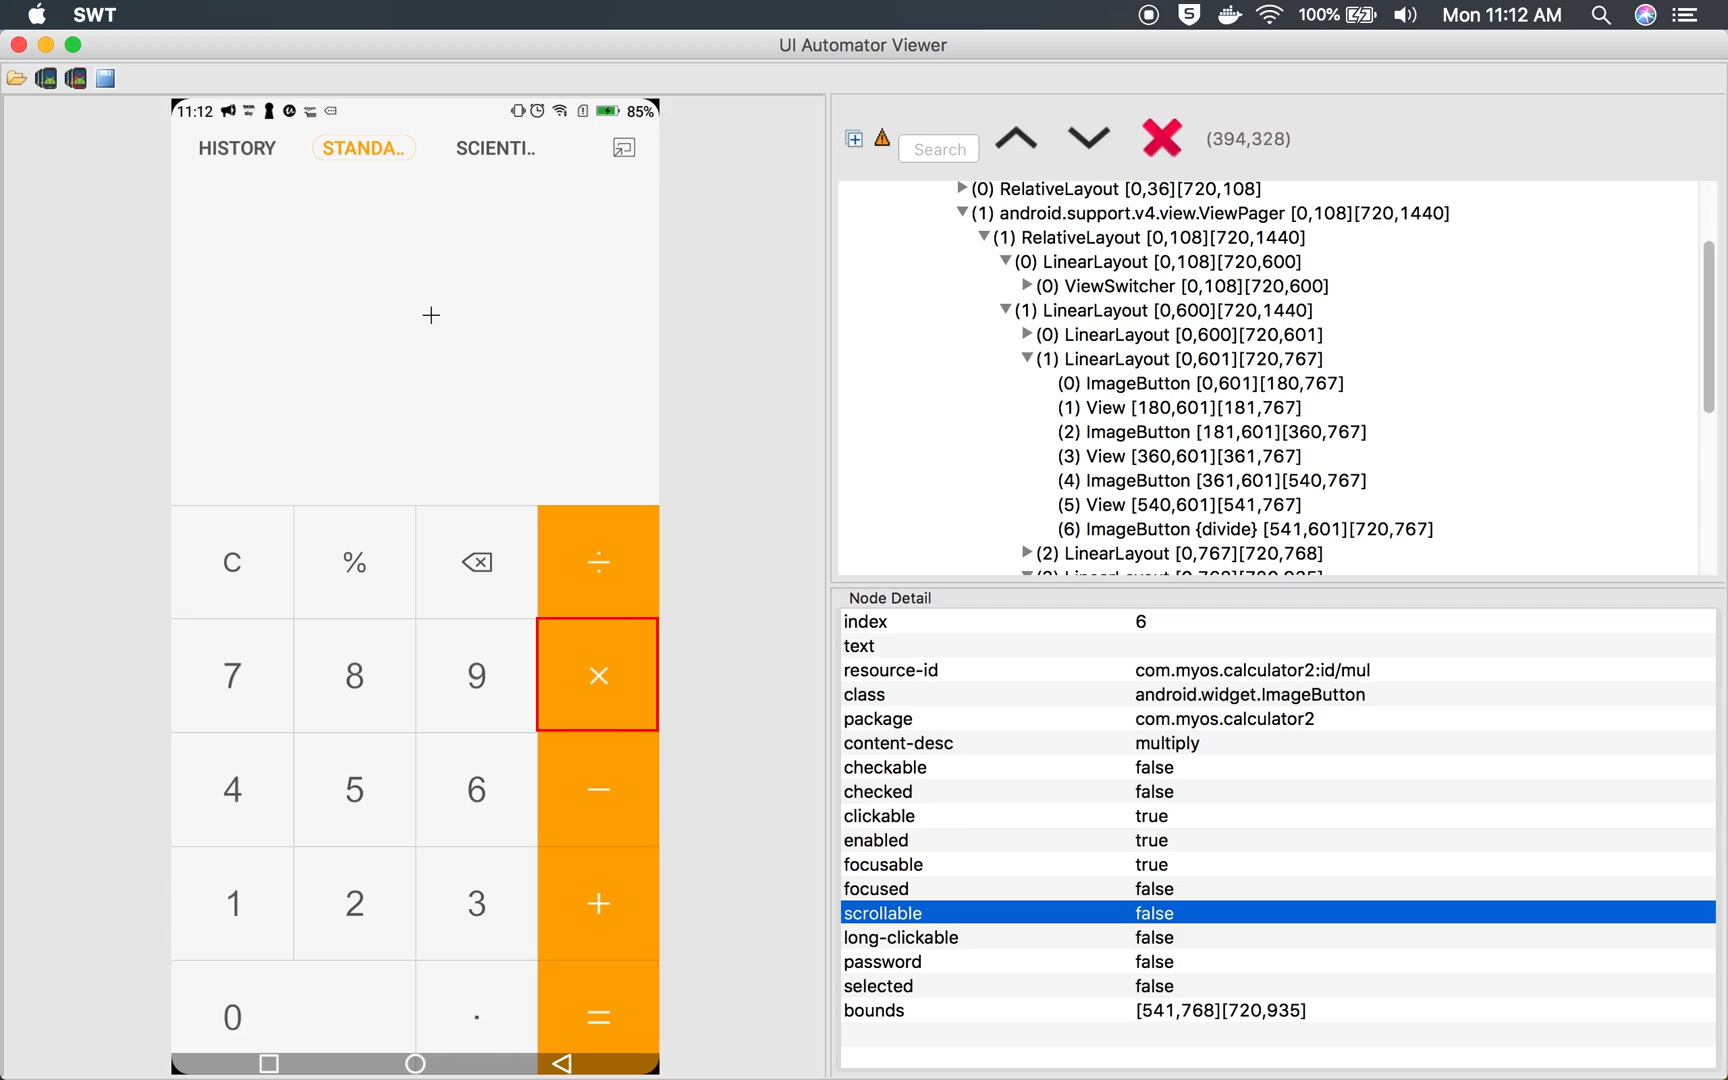 SWT
100%
Mon 11:12 AM
UI Automator Viewer
11:12
85%
HISTORY
STANDA..
SCIENTI..
C
%
÷
7
8
9
×
4
5
6
−
1
2
3
+
0
.
=
Search
(394,328)
(0) RelativeLayout [0,36][720,108]
(1) android.support.v4.view.ViewPager [0,108][720,1440]
(1) RelativeLayout [0,108][720,1440]
(0) LinearLayout [0,108][720,600]
(0) ViewSwitcher [0,108][720,600]
(1) LinearLayout [0,600][720,1440]
(0) LinearLayout [0,600][720,601]
(1) LinearLayout [0,601][720,767]
(0) ImageButton [0,601][180,767]
(1) View [180,601][181,767]
(2) ImageButton [181,601][360,767]
(3) View [360,601][361,767]
(4) ImageButton [361,601][540,767]
(5) View [540,601][541,767]
(6) ImageButton {divide} [541,601][720,767]
(2) LinearLayout [0,767][720,768]
Node Detail
index 6
text
resource-id com.myos.calculator2:id/mul
class android.widget.ImageButton
package com.myos.calculator2
content-desc multiply
checkable false
checked false
clickable true
enabled true
focusable true
focused false
scrollable false
long-clickable false
password false
selected false
bounds [541,768][720,935]